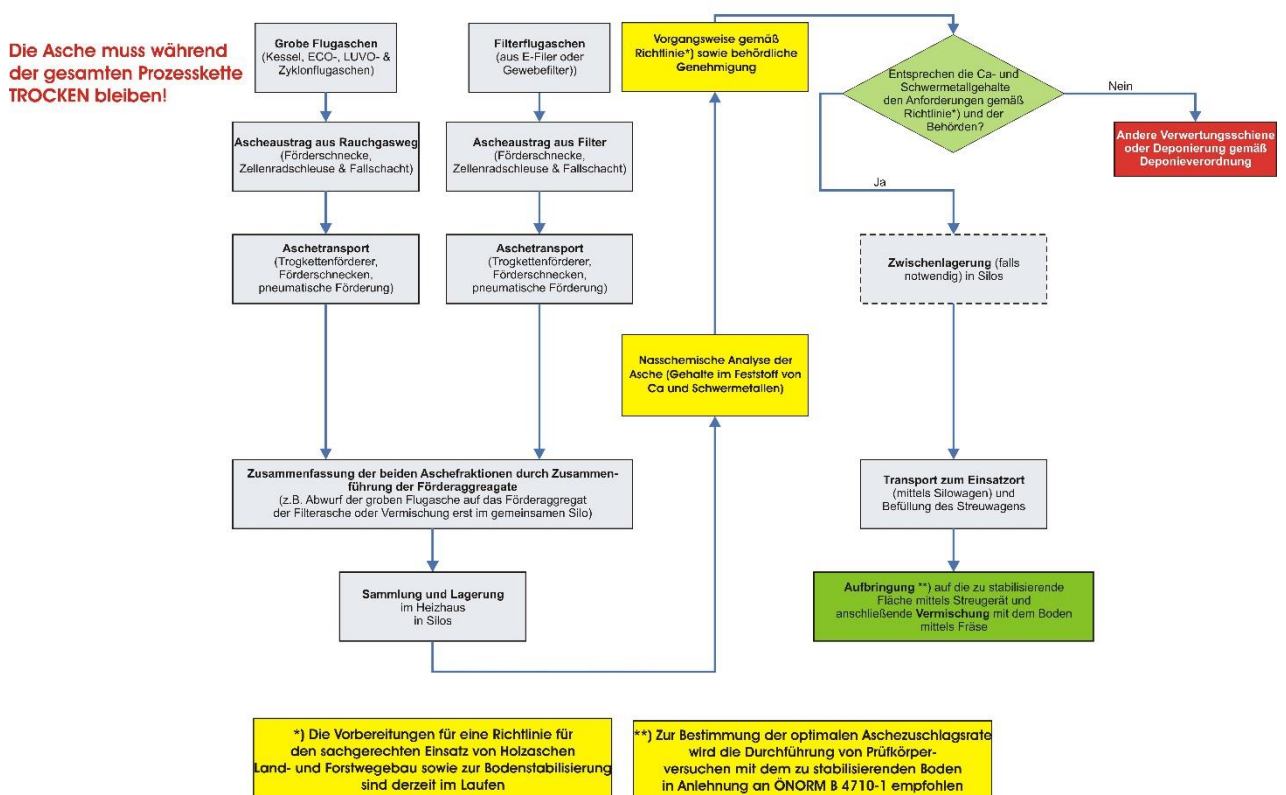 Die Asche muss während
der gesamten Prozesskette
TROCKEN bleiben!
Grobe Flugaschen
(Kessel, ECO-, LUVO- &
Zyklonflugaschen)
Filterflugaschen
(aus E-Filer oder
Gewebefilter))
Ascheaustrag aus Rauchgasweg
(Förderschnecke,
Zellenradschleuse & Fallschacht)
Ascheaustrag aus Filter
(Förderschnecke,
Zellenradschleuse & Fallschacht)
Aschetransport
(Trogkettenförderer,
Förderschnecken,
pneumatische Förderung)
Aschetransport
(Trogkettenförderer,
Förderschnecken,
pneumatische Förderung)
Zusammenfassung der beiden Aschefraktionen durch Zusammen-
führung der Förderaggreagate
(z.B. Abwurf der groben Flugasche auf das Förderaggregat
der Filterasche oder Vermischung erst im gemeinsamen Silo)
Sammlung und Lagerung
im Heizhaus
in Silos
Nasschemische Analyse der
Asche (Gehalte im Feststoff von
Ca und Schwermetallen)
Vorgangsweise gemäß
Richtlinie*) sowie behördliche
Genehmigung
Entsprechen die Ca- und
Schwermetallgehalte
den Anforderungen gemäß
Richtlinie*) und der
Behörden?
Nein
Andere Verwertungsschiene
oder Deponierung gemäß
Deponieverordnung
Ja
Zwischenlagerung (falls
notwendig) in Silos
Transport zum Einsatzort
(mittels Silowagen) und
Befüllung des Streuwagens
Aufbringung **) auf die zu stabilisierende
Fläche mittels Streugerät und
anschließende Vermischung mit dem Boden
mittels Fräse
*) Die Vorbereitungen für eine Richtlinie für
den sachgerechten Einsatz von Holzaschen
Land- und Forstwegebau sowie zur Bodenstabilisierung
sind derzeit im Laufen
**) Zur Bestimmung der optimalen Aschezuschlagsrate
wird die Durchführung von Prüfkörper-
versuchen mit dem zu stabilisierenden Boden
in Anlehnung an ÖNORM B 4710-1 empfohlen